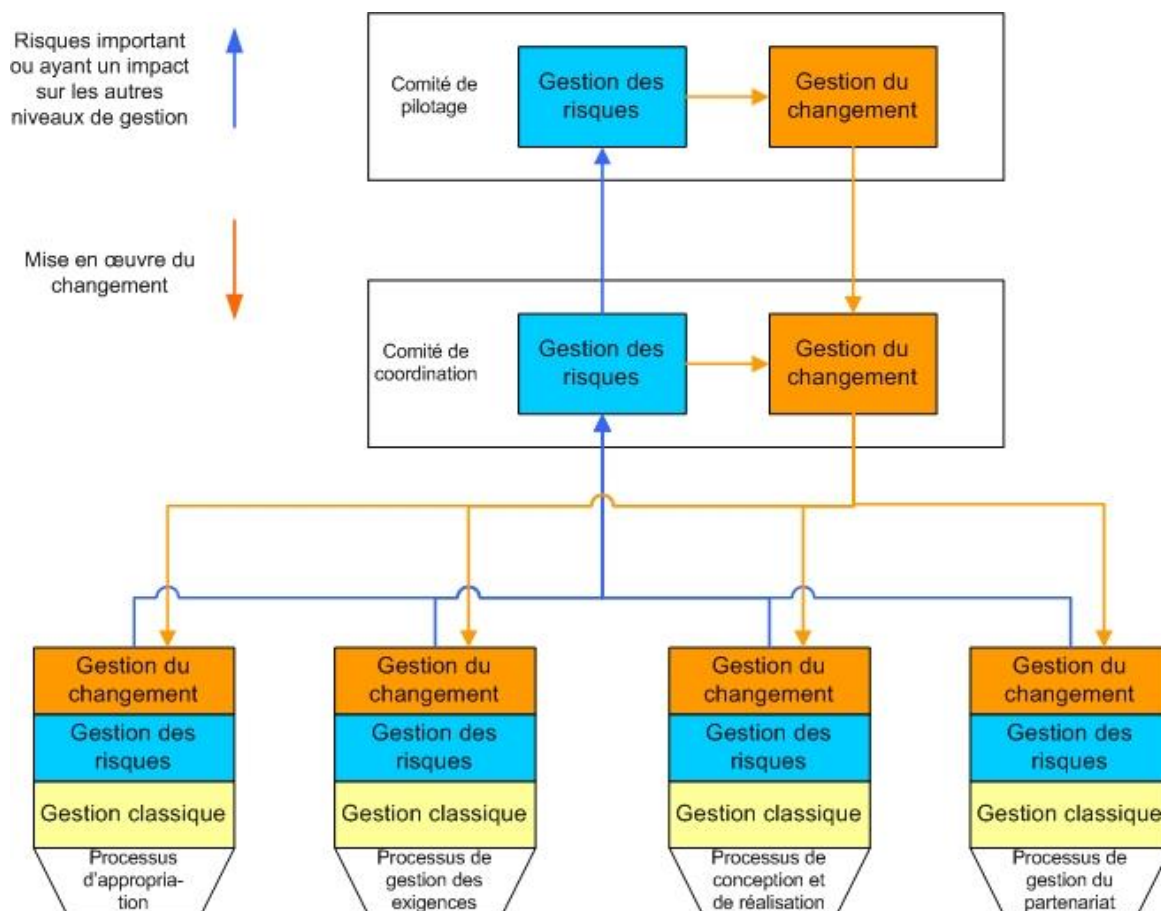 Risques important
ou ayant un impact
sur les autres
niveaux de gestion
Comité de
pilotage
Gestion des
risques
Gestion du
changement
Mise en œuvre du
changement
Comité de
coordination
Gestion des
risques
Gestion du
changement
Gestion du
changement
Gestion des
risques
Gestion classique
Processus
d'appropria-
tion
Gestion du
changement
Gestion des
risques
Gestion classique
Processus de
gestion des
exigences
Gestion du
changement
Gestion des
risques
Gestion classique
Processus de
conception et
de réalisation
Gestion du
changement
Gestion des
risques
Gestion classique
Processus de
gestion du
partenariat